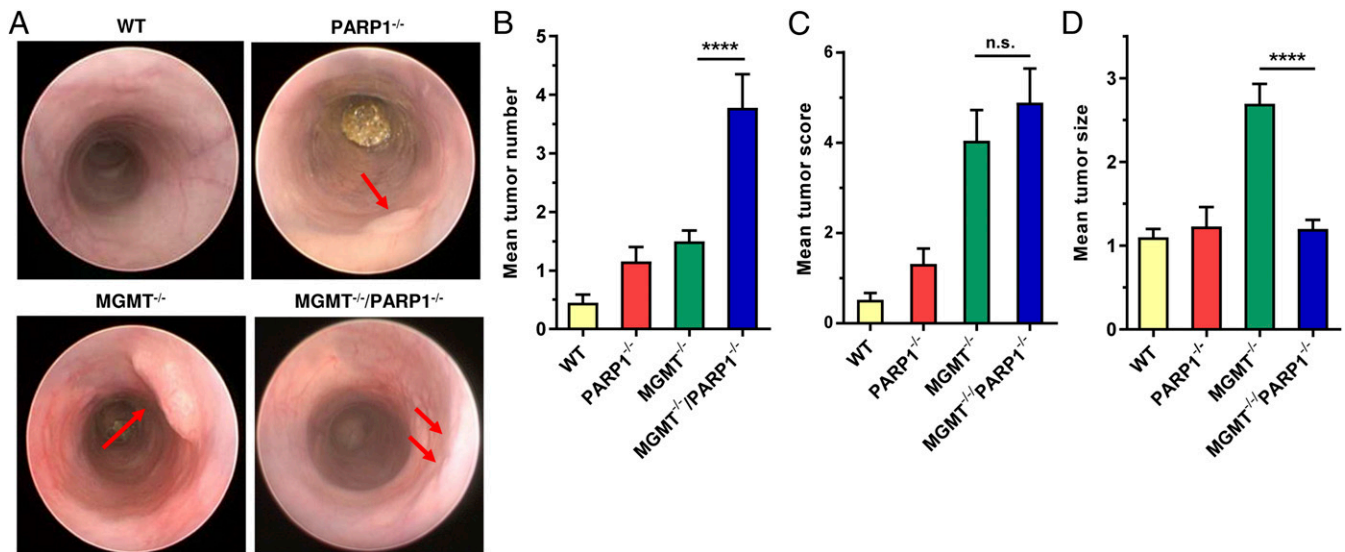 A
WT
PARP1⁻/⁻
MGMT⁻/⁻
MGMT⁻/⁻/PARP1⁻/⁻
B
Mean tumor number
5
4
3
2
1
0
****
WT
PARP1⁻/⁻
MGMT⁻/⁻
MGMT⁻/⁻/PARP1⁻/⁻
C
Mean tumor score
6
4
2
0
n.s.
WT
PARP1⁻/⁻
MGMT⁻/⁻
MGMT⁻/⁻/PARP1⁻/⁻
D
Mean tumor size
3
2
1
0
****
WT
PARP1⁻/⁻
MGMT⁻/⁻
MGMT⁻/⁻/PARP1⁻/⁻